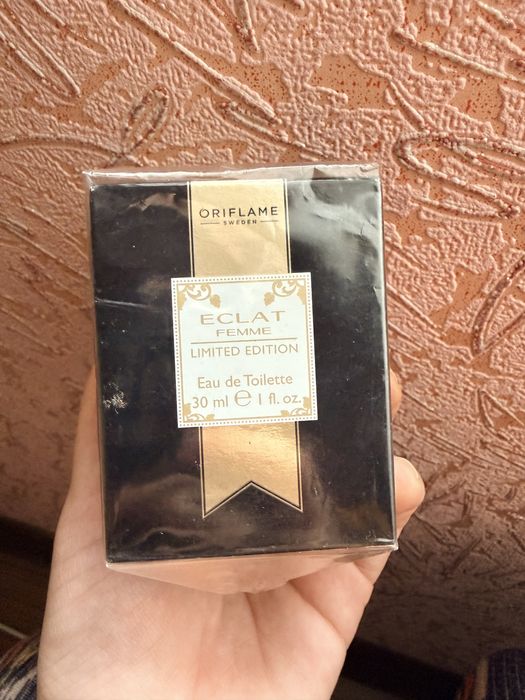 ORIFLAME
SWEDEN
ECLAT
FEMME
LIMITED EDITION
Eau de Toilette
30 ml ℮ 1 fl. oz.